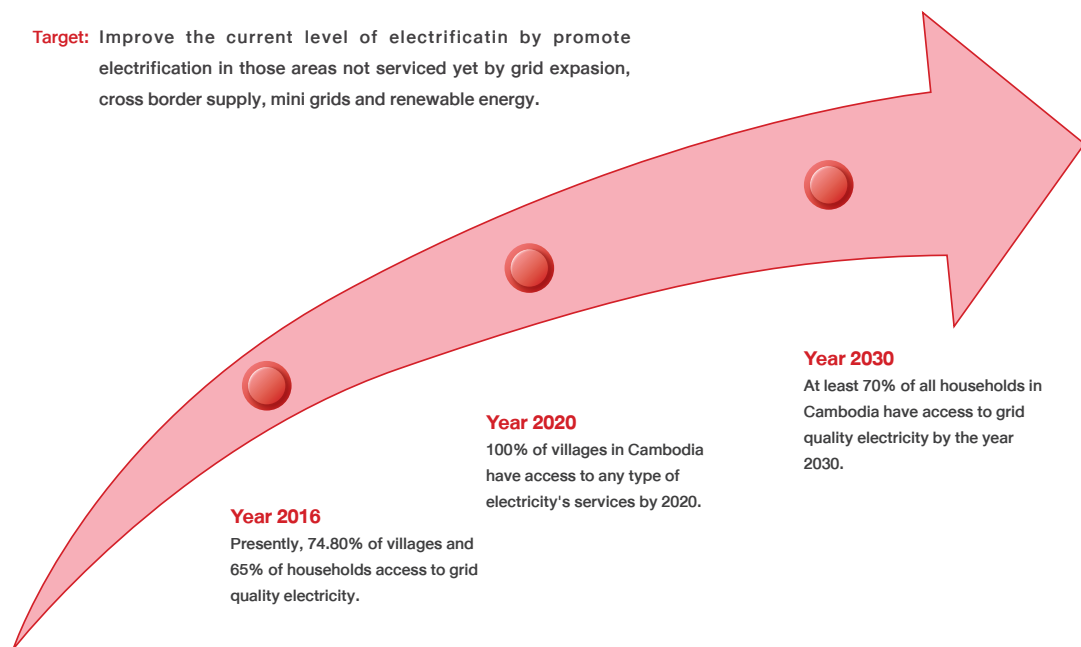 Target: Improve the current level of electrificatin by promote
electrification in those areas not serviced yet by grid expasion,
cross border supply, mini grids and renewable energy.
Year 2016
Presently, 74.80% of villages and
65% of households access to grid
quality electricity.
Year 2020
100% of villages in Cambodia
have access to any type of
electricity's services by 2020.
Year 2030
At least 70% of all households in
Cambodia have access to grid
quality electricity by the year
2030.